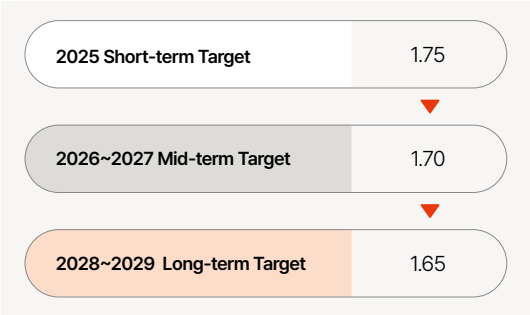 2025 Short-term Target 1.75
2026~2027 Mid-term Target 1.70
2028~2029 Long-term Target 1.65